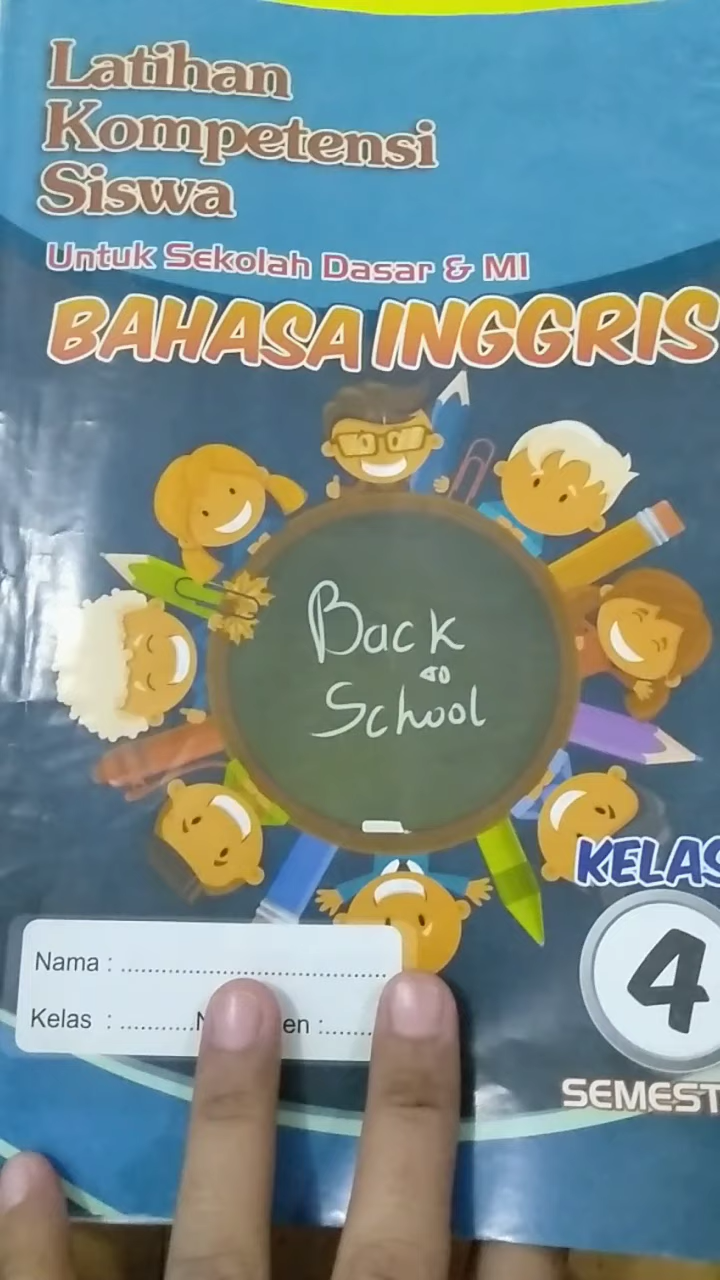 Latihan
Kompetensi
Siswa
Untuk Sekolah Dasar & MI
BAHASA INGGRIS
Back
to
School
KELAS
4
Nama : ..........................................
Kelas : ...........
SEMEST